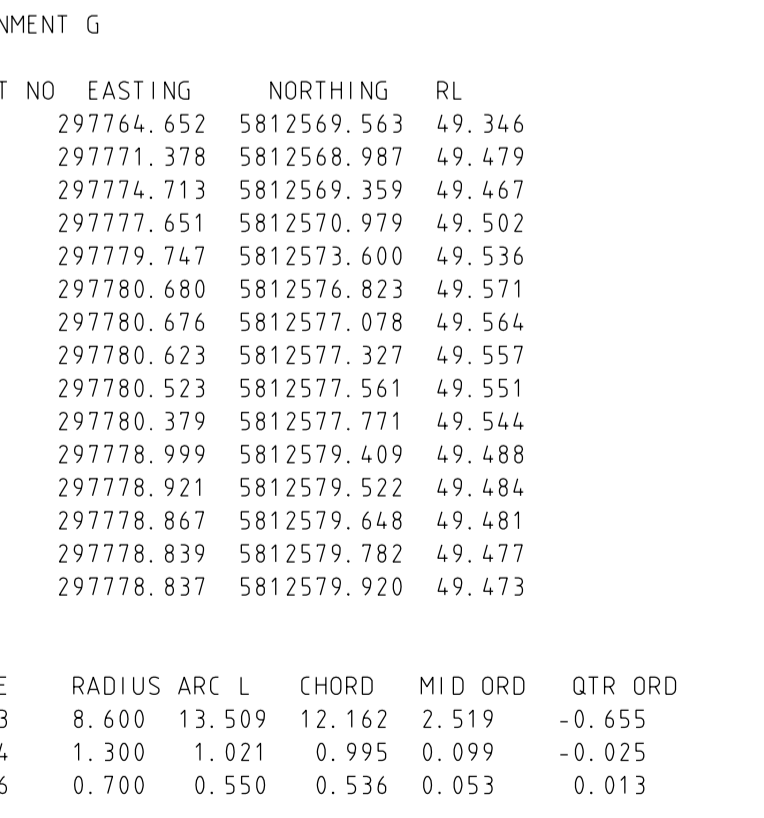 NMENT G
T NO EASTING NORTHING RL
297764.652 5812569.563 49.346
297771.378 5812568.987 49.479
297774.713 5812569.359 49.467
297777.651 5812570.979 49.502
297779.747 5812573.600 49.536
297780.680 5812576.823 49.571
297780.676 5812577.078 49.564
297780.623 5812577.327 49.557
297780.523 5812577.561 49.551
297780.379 5812577.771 49.544
297778.999 5812579.409 49.488
297778.921 5812579.522 49.484
297778.867 5812579.648 49.481
297778.839 5812579.782 49.477
297778.837 5812579.920 49.473
E RADIUS ARC L CHORD MID ORD QTR ORD
3 8.600 13.509 12.162 2.519 -0.655
4 1.300 1.021 0.995 0.099 -0.025
6 0.700 0.550 0.536 0.053 0.013